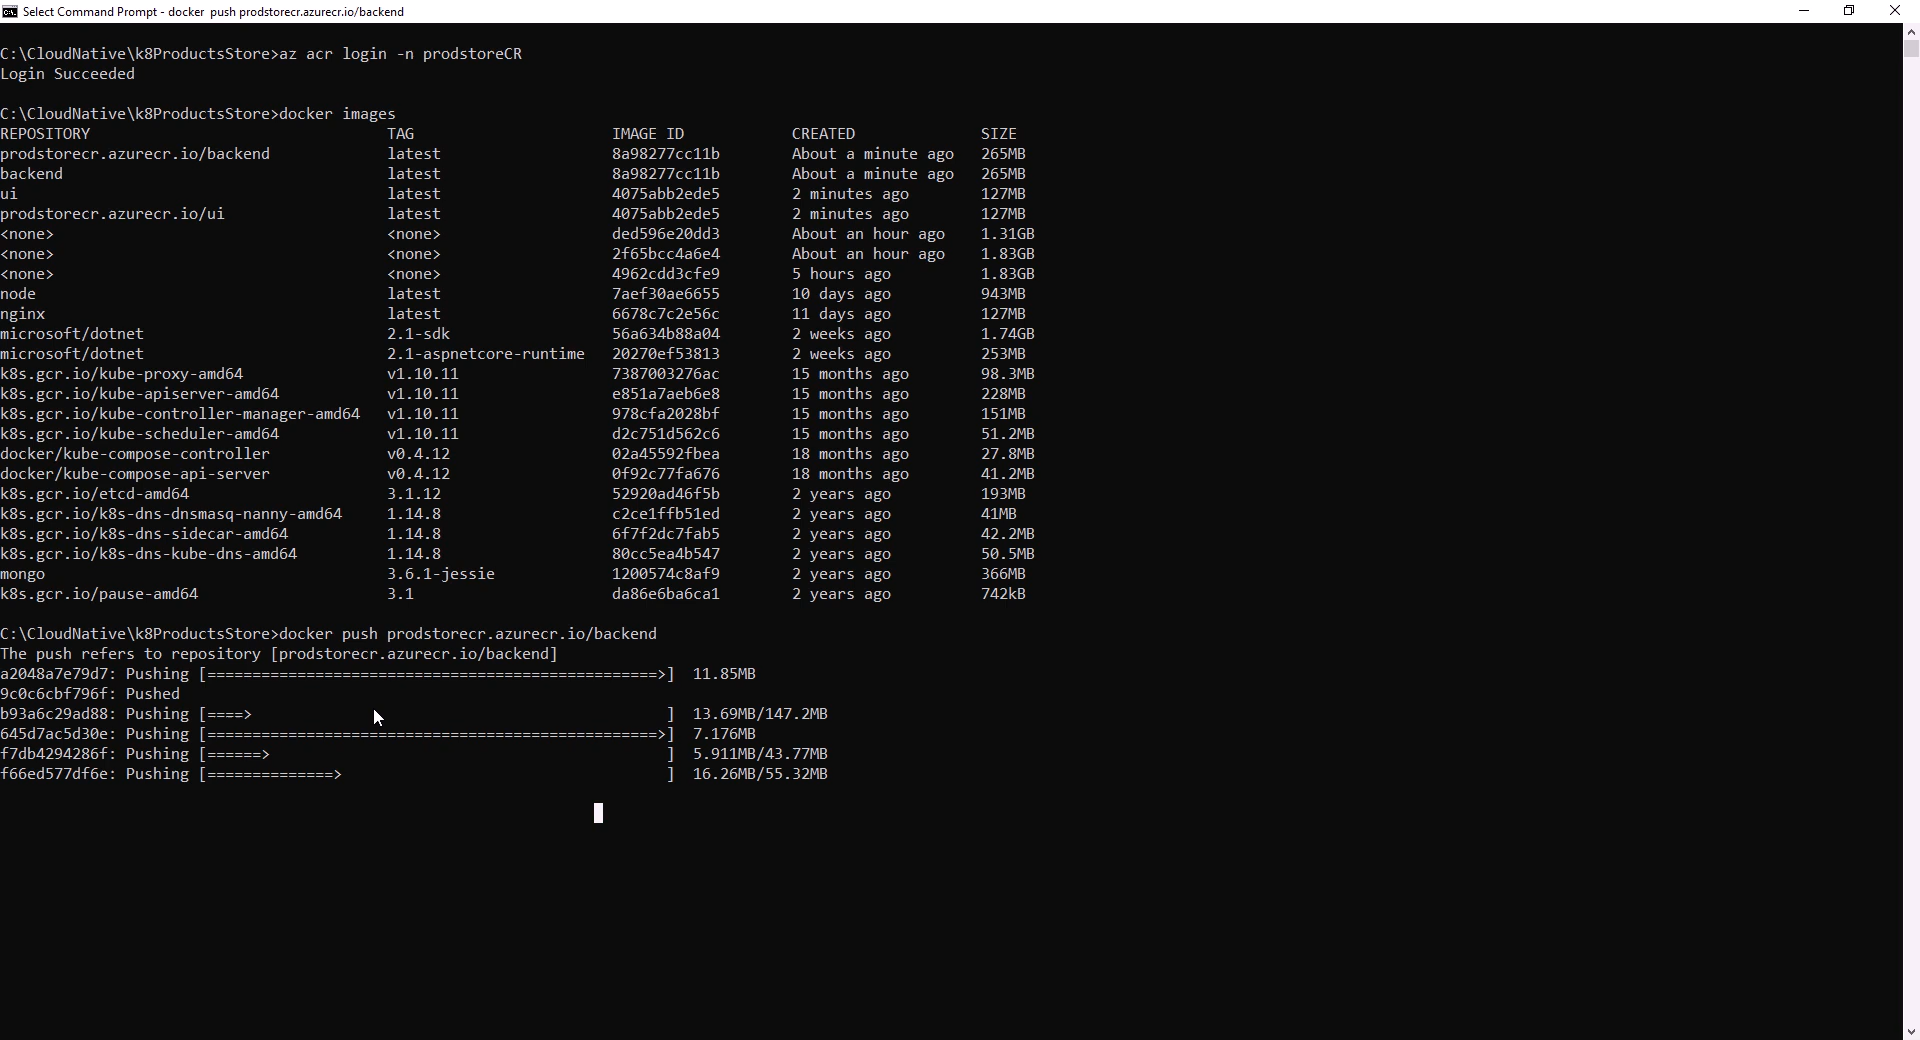 Select Command Prompt - docker  push prodstorecr.azurecr.io/backend
C:\CloudNative\k8ProductsStore>az acr login -n prodstoreCR
Login Succeeded
C:\CloudNative\k8ProductsStore>docker images
REPOSITORY TAG IMAGE ID CREATED SIZE
prodstorecr.azurecr.io/backend latest 8a98277cc11b About a minute ago 265MB
backend latest 8a98277cc11b About a minute ago 265MB
ui latest 4075abb2ede5 2 minutes ago 127MB
prodstorecr.azurecr.io/ui latest 4075abb2ede5 2 minutes ago 127MB
<none> <none> ded596e20dd3 About an hour ago 1.31GB
<none> <none> 2f65bcc4a6e4 About an hour ago 1.83GB
<none> <none> 4962cdd3cfe9 5 hours ago 1.83GB
node latest 7aef30ae6655 10 days ago 943MB
nginx latest 6678c7c2e56c 11 days ago 127MB
microsoft/dotnet 2.1-sdk 56a634b88a04 2 weeks ago 1.74GB
microsoft/dotnet 2.1-aspnetcore-runtime 20270ef53813 2 weeks ago 253MB
k8s.gcr.io/kube-proxy-amd64 v1.10.11 7387003276ac 15 months ago 98.3MB
k8s.gcr.io/kube-apiserver-amd64 v1.10.11 e851a7aeb6e8 15 months ago 228MB
k8s.gcr.io/kube-controller-manager-amd64 v1.10.11 978cfa2028bf 15 months ago 151MB
k8s.gcr.io/kube-scheduler-amd64 v1.10.11 d2c751d562c6 15 months ago 51.2MB
docker/kube-compose-controller v0.4.12 02a45592fbea 18 months ago 27.8MB
docker/kube-compose-api-server v0.4.12 0f92c77fa676 18 months ago 41.2MB
k8s.gcr.io/etcd-amd64 3.1.12 52920ad46f5b 2 years ago 193MB
k8s.gcr.io/k8s-dns-dnsmasq-nanny-amd64 1.14.8 c2ce1ffb51ed 2 years ago 41MB
k8s.gcr.io/k8s-dns-sidecar-amd64 1.14.8 6f7f2dc7fab5 2 years ago 42.2MB
k8s.gcr.io/k8s-dns-kube-dns-amd64 1.14.8 80cc5ea4b547 2 years ago 50.5MB
mongo 3.6.1-jessie 1200574c8af9 2 years ago 366MB
k8s.gcr.io/pause-amd64 3.1 da86e6ba6ca1 2 years ago 742kB
C:\CloudNative\k8ProductsStore>docker push prodstorecr.azurecr.io/backend
The push refers to repository [prodstorecr.azurecr.io/backend]
a2048a7e79d7: Pushing [==================================================>] 11.85MB
9c0c6cbf796f: Pushed
b93a6c29ad88: Pushing [====> ] 13.69MB/147.2MB
645d7ac5d30e: Pushing [==================================================>] 7.176MB
f7db4294286f: Pushing [======> ] 5.911MB/43.77MB
f66ed577df6e: Pushing [==============> ] 16.26MB/55.32MB